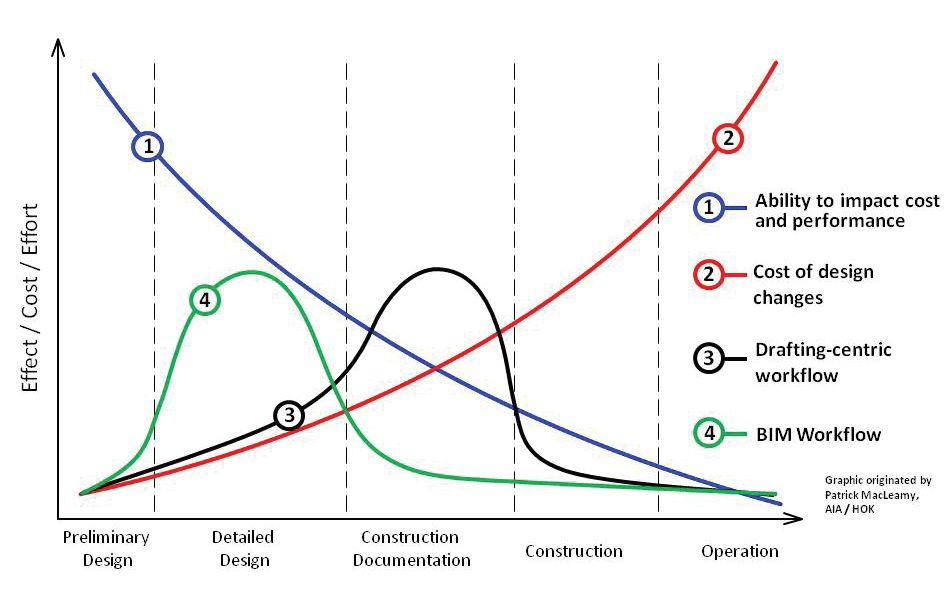 Effect / Cost / Effort
1
2
3
4
1
Ability to impact cost
and performance
2
Cost of design
changes
3
Drafting-centric
workflow
4
BIM Workflow
Graphic originated by
Patrick MacLeamy,
AIA / HOK
Preliminary
Design
Detailed
Design
Construction
Documentation
Construction
Operation